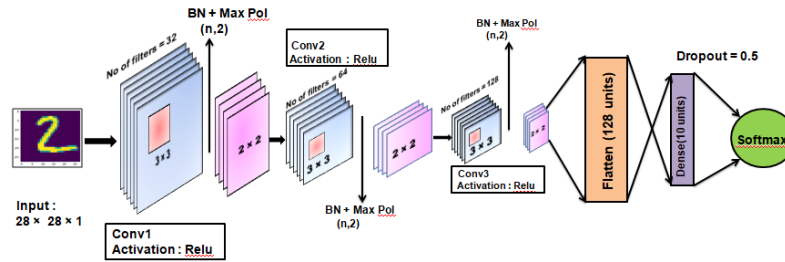 BN + Max Pol
(n,2)
No of filters = 32
Conv2
Activation : Relu
No of filters = 64
BN + Max Pol
(n,2)
No of filters = 128
Dropout = 0.5
3 × 3
2 × 2
3 × 3
2 × 2
3 × 3
2 × 2
Flatten (128 units)
Dense(10 units)
Softmax
Input :
28 × 28 × 1
Conv1
Activation : Relu
BN + Max Pol
(n,2)
Conv3
Activation : Relu